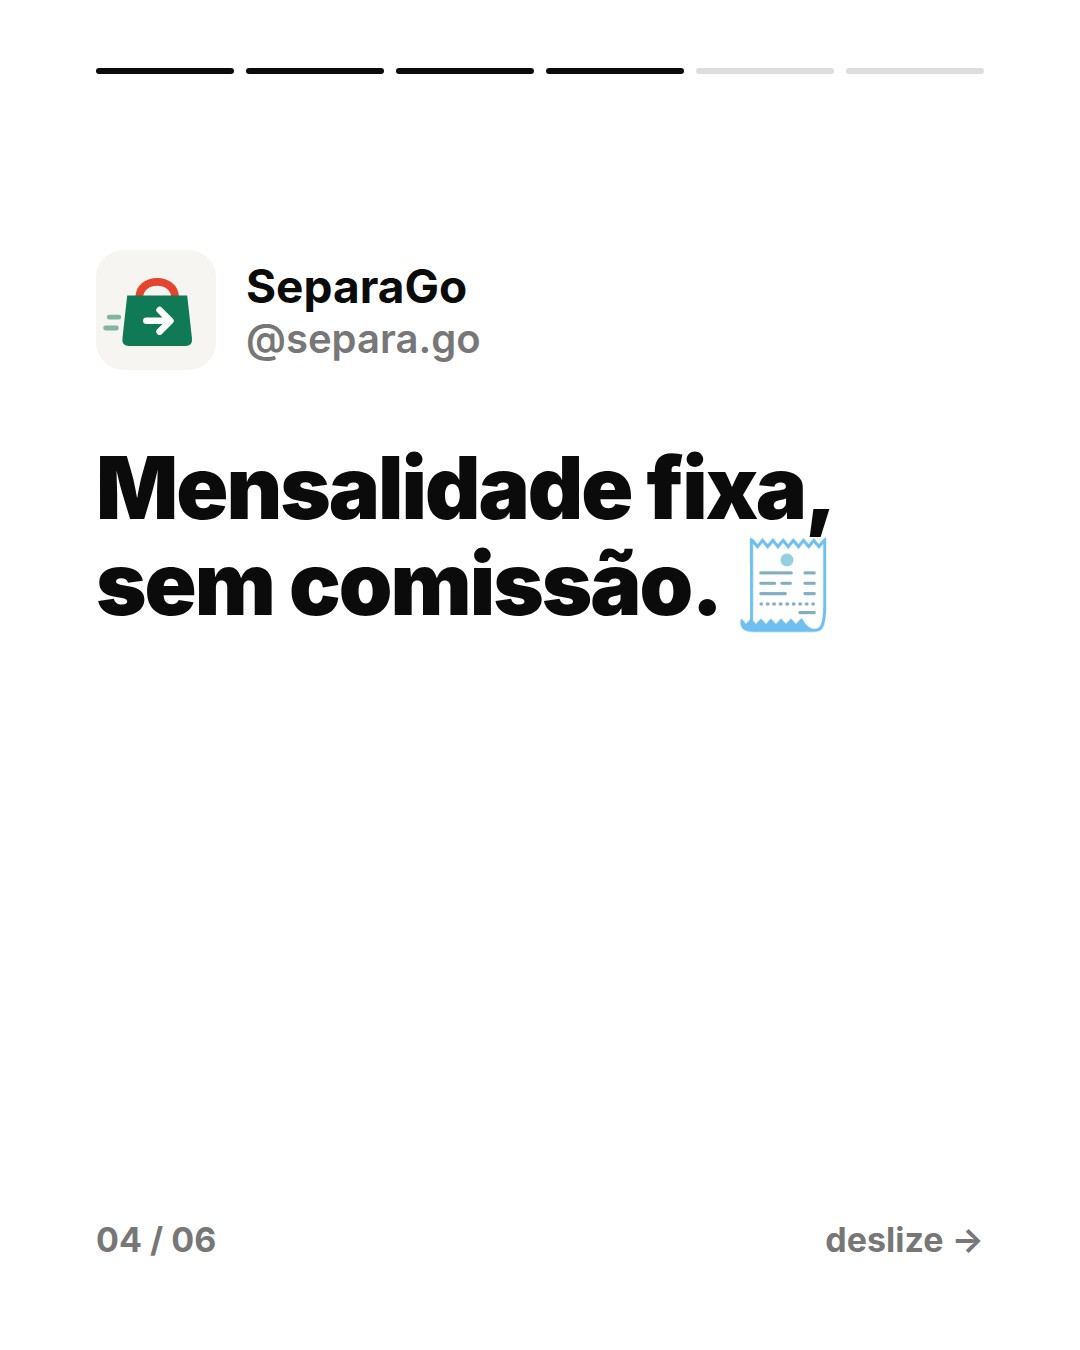 SeparaGo
@separa.go
Mensalidade fixa,
sem comissão. 🧾
04 / 06
deslize →